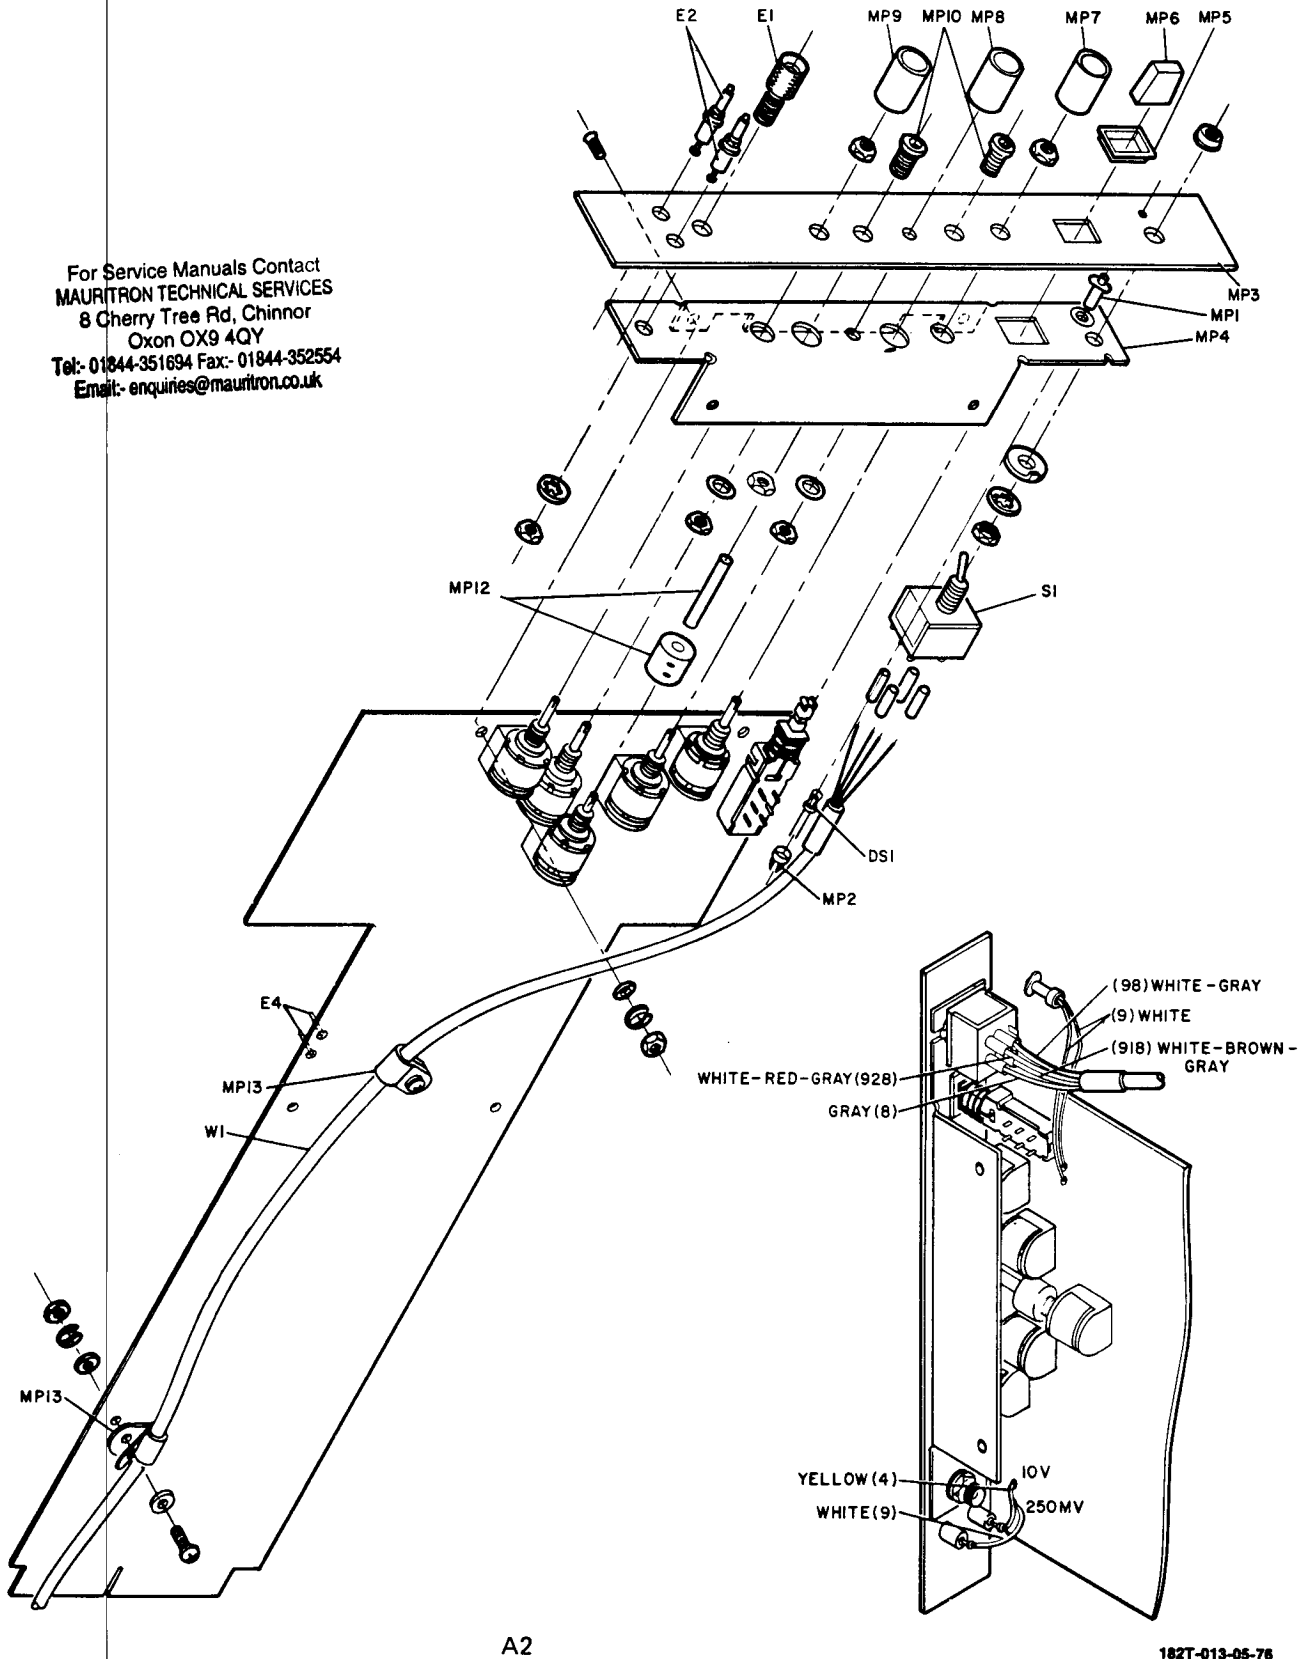 E2
E1
MP9
MP10
MP8
MP7
MP6
MP5
For Service Manuals Contact
MAURITRON TECHNICAL SERVICES
8 Cherry Tree Rd, Chinnor
Oxon OX9 4QY
Tel:- 01844-351694 Fax:- 01844-352554
Email:- enquiries@mauritron.co.uk
MP3
MP1
MP4
MP12
S1
DS1
MP2
E4
MP13
W1
MP13
(98) WHITE-GRAY
(9) WHITE
(918) WHITE-BROWN-
GRAY
WHITE-RED-GRAY (928)
GRAY (8)
YELLOW (4)
10V
250MV
WHITE (9)
A2
182T-013-05-76